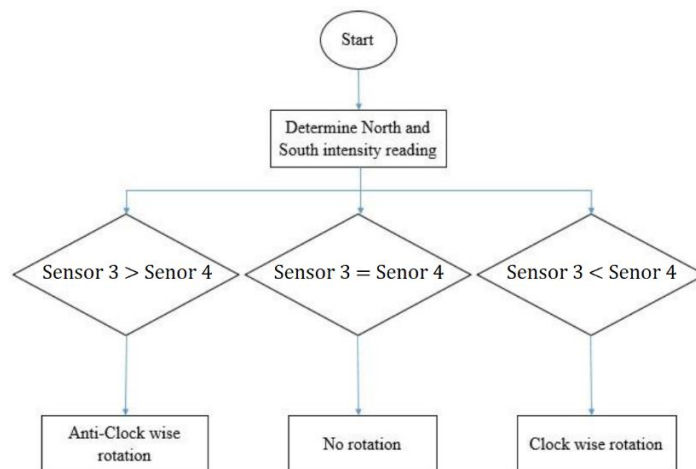 Start
Determine North and
South intensity reading
Sensor 3 > Senor 4
Sensor 3 = Senor 4
Sensor 3 < Senor 4
Anti-Clock wise
rotation
No rotation
Clock wise rotation